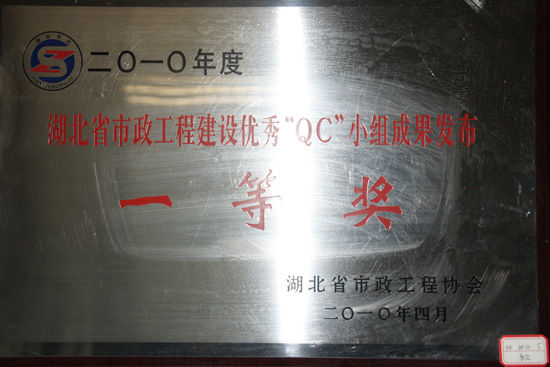 二〇一〇年度
湖北省市政工程建设优秀“QC”小组成果发布
一等奖
湖北省市政工程协会
二〇一〇年四月